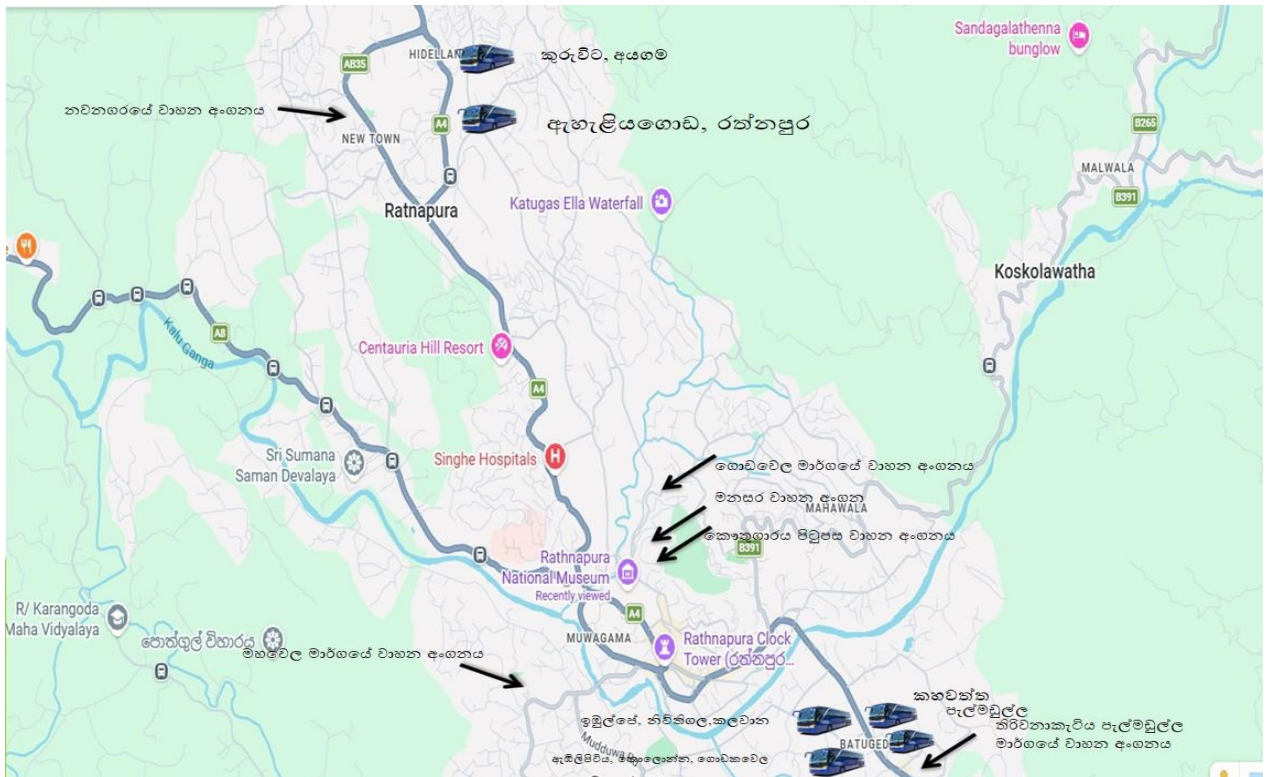 Sandagalathenna
bunglow
HIDELLAN
කුරුවිට, අයගම
AB35
නවනගරයේ වාහන අංගනය
A4
ඇහැළියගොඩ, රත්නපුර
B265
NEW TOWN
MALWALA
B391
Katugas Ella Waterfall
Ratnapura
Koskolawatha
A8
Kalu Ganga
Centauria Hill Resort
A4
Singhe Hospitals
Sri Sumana
Saman Devalaya
ගොඩවෙල මාර්ගයේ වාහන අංගනය
මනසර වාහන අංගන
MAHAWALA
කෞතුගාරය පිටුපස වාහන අංගනය
B391
Rathnapura
National Museum
Recently viewed
R/ Karangoda
Maha Vidyalaya
A4
පොත්ගුල් විහාරය
MUWAGAMA
Rathnapura Clock
Tower (රත්නපුර...
මහවෙල මාර්ගයේ වාහන අංගනය
කහවත්ත
පැල්මඩුල්ල
ඉඹුල්පේ, නිවිතිගල,කලවාන
තිරිවනාකැටිය පැල්මඩුල්ල
මාර්ගයේ වාහන අංගනය
BATUGED
Mudduwa
ඇඹිලිපිටිය, කොලොන්න, ගොඩකවෙල